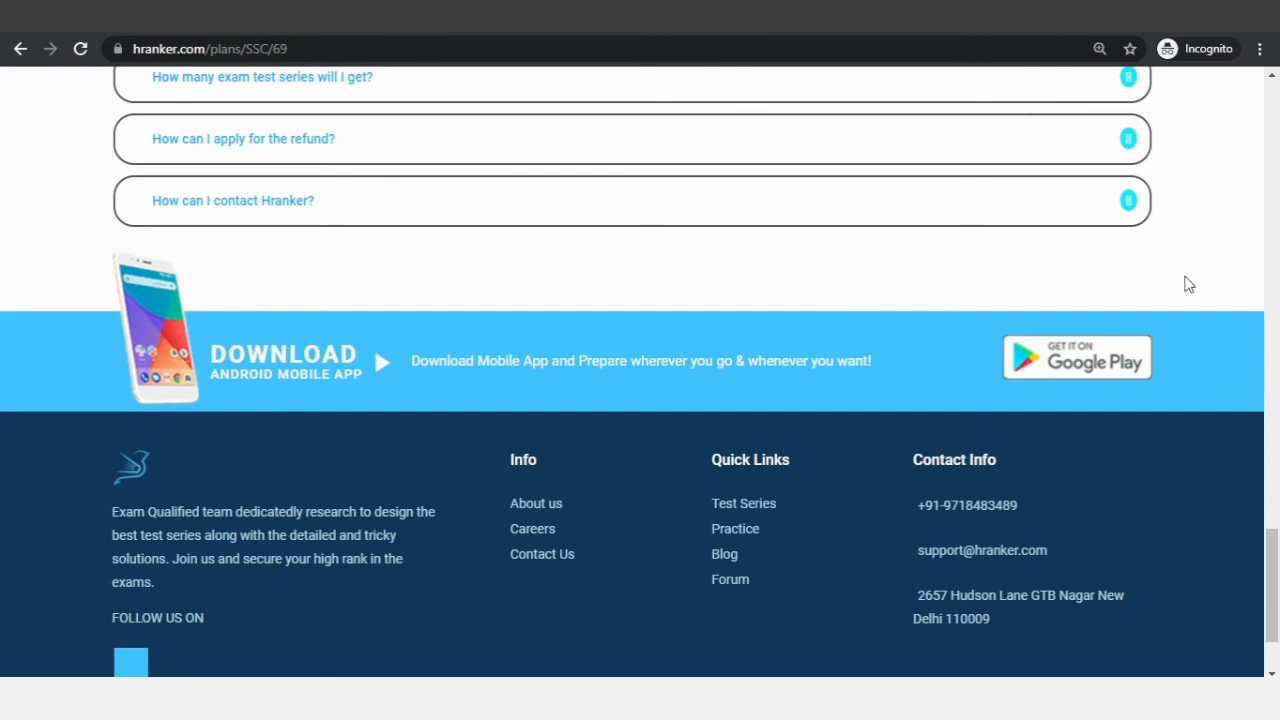 hranker.com/plans/SSC/69
Incognito
How many exam test series will I get?
How can I apply for the refund?
How can I contact Hranker?
DOWNLOAD
ANDROID MOBILE APP
Download Mobile App and Prepare wherever you go & whenever you want!
GET IT ON
Google Play
Exam Qualified team dedicatedly research to design the
best test series along with the detailed and tricky
solutions. Join us and secure your high rank in the
exams.
FOLLOW US ON
Info
About us
Careers
Contact Us
Quick Links
Test Series
Practice
Blog
Forum
Contact Info
+91-9718483489
support@hranker.com
2657 Hudson Lane GTB Nagar New
Delhi 110009